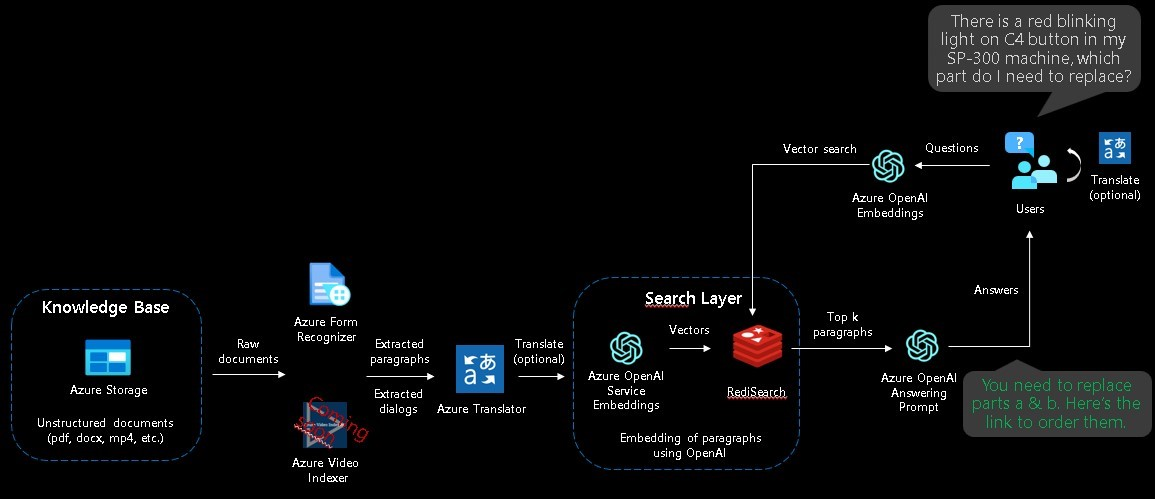 There is a red blinking
light on C4 button in my
SP-300 machine, which
part do I need to replace?
Vector search
Questions
Azure OpenAI
Embeddings
Users
Translate
(optional)
Knowledge Base
Azure Storage
Unstructured documents
(pdf, docx, mp4, etc.)
Raw
documents
Azure Form
Recognizer
Coming
soon
Azure Video
Indexer
Extracted
paragraphs
Extracted
dialogs
Azure Translator
Translate
(optional)
Search Layer
Azure OpenAI
Service
Embeddings
Vectors
RediSearch
Embedding of paragraphs
using OpenAI
Top k
paragraphs
Azure OpenAI
Answering
Prompt
Answers
You need to replace
parts a & b. Here's the
link to order them.